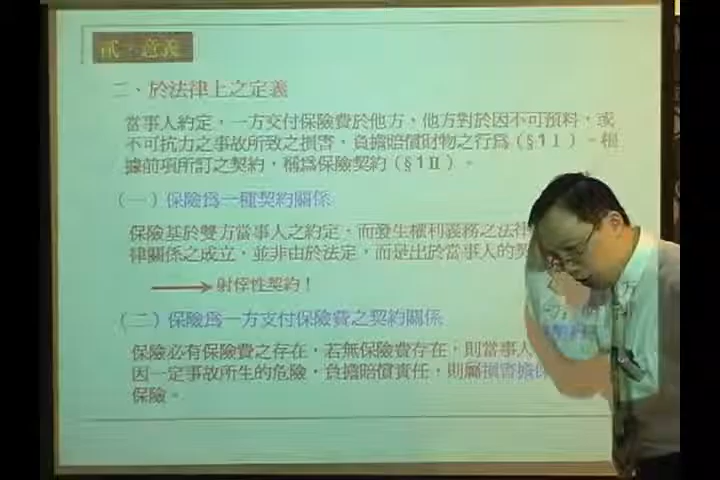 貳、意義
二、於法律上之定義
當事人約定，一方交付保險費於他方，他方對於因不可預料，或
不可抗力之事故所致之損害，負擔賠償財物之行為（§1Ⅰ）。根
據前項所訂之契約，稱為保險契約（§1Ⅱ）。
（一）保險為一種契約關係
保險基於雙方當事人之約定，而發生權利義務之法律
律關係之成立，並非由於法定，而是出於當事人的契
射倖性契約！
（二）保險為一方支付保險費之契約關係
保險必有保險費之存在，若無保險費存在，則當事人
因一定事故所生的危險，負擔賠償責任，則屬損害擔保
保險。